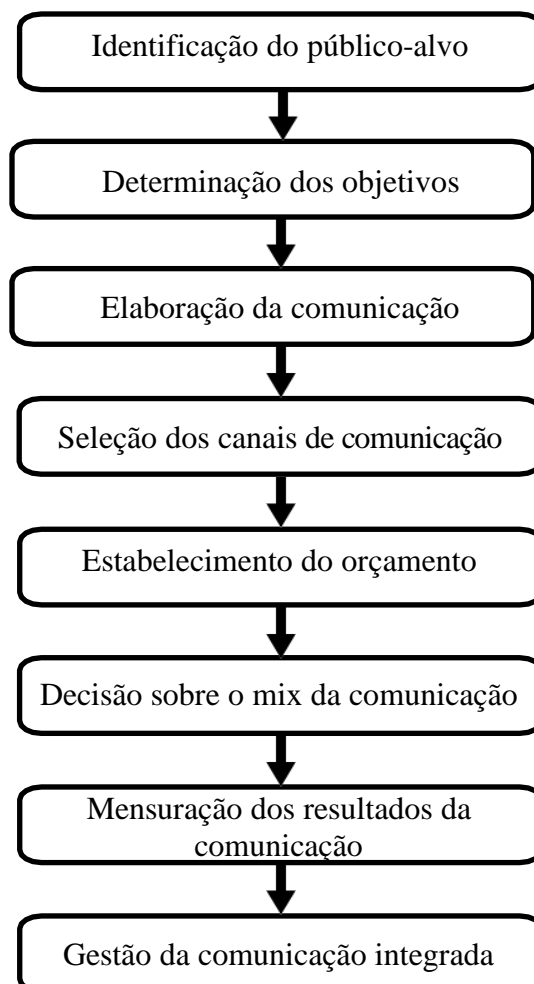 Identificação do público-alvo
Determinação dos objetivos
Elaboração da comunicação
Seleção dos canais de comunicação
Estabelecimento do orçamento
Decisão sobre o mix da comunicação
Mensuração dos resultados da
comunicação
Gestão da comunicação integrada